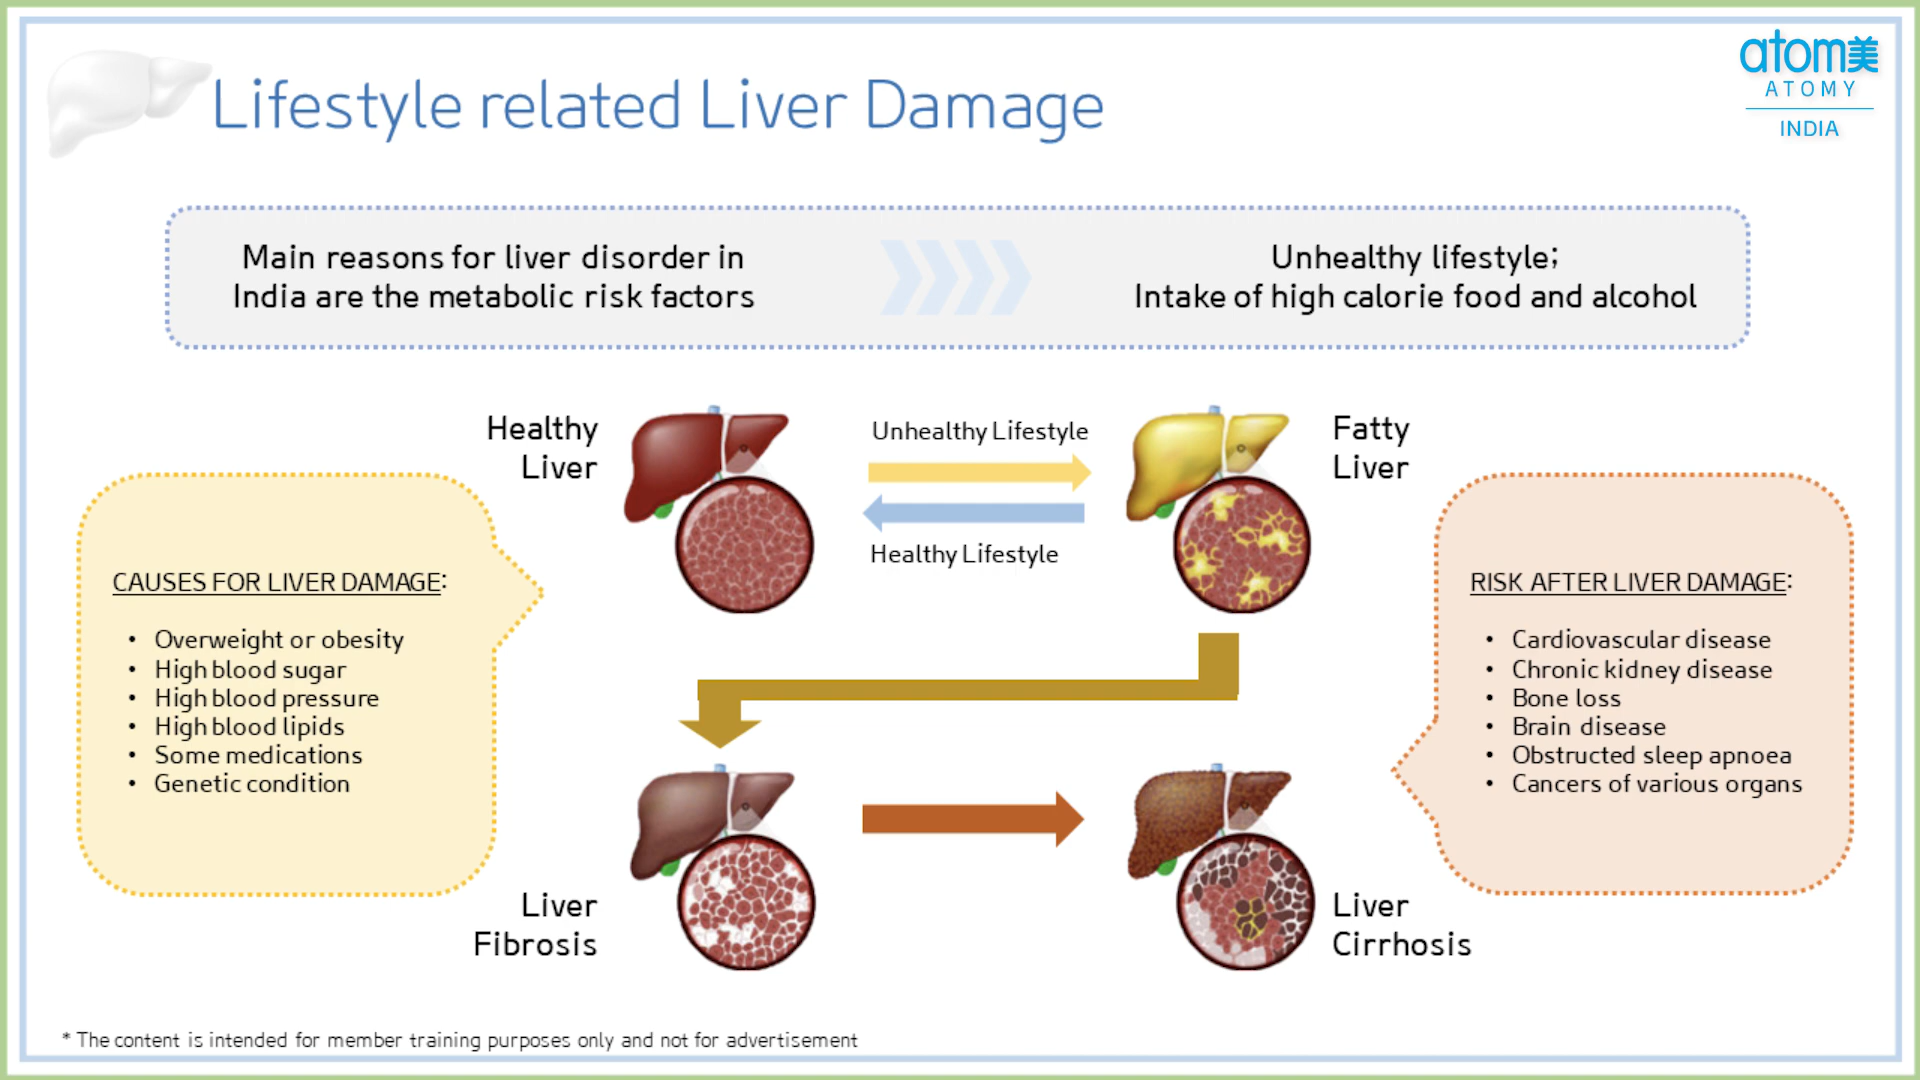 Lifestyle related Liver Damage
atom美
ATOMY
INDIA
Main reasons for liver disorder in
India are the metabolic risk factors
Unhealthy lifestyle;
Intake of high calorie food and alcohol
Healthy
Liver
Unhealthy Lifestyle
Healthy Lifestyle
Fatty
Liver
CAUSES FOR LIVER DAMAGE:
• Overweight or obesity
• High blood sugar
• High blood pressure
• High blood lipids
• Some medications
• Genetic condition
RISK AFTER LIVER DAMAGE:
• Cardiovascular disease
• Chronic kidney disease
• Bone loss
• Brain disease
• Obstructed sleep apnoea
• Cancers of various organs
Liver
Fibrosis
Liver
Cirrhosis
* The content is intended for member training purposes only and not for advertisement